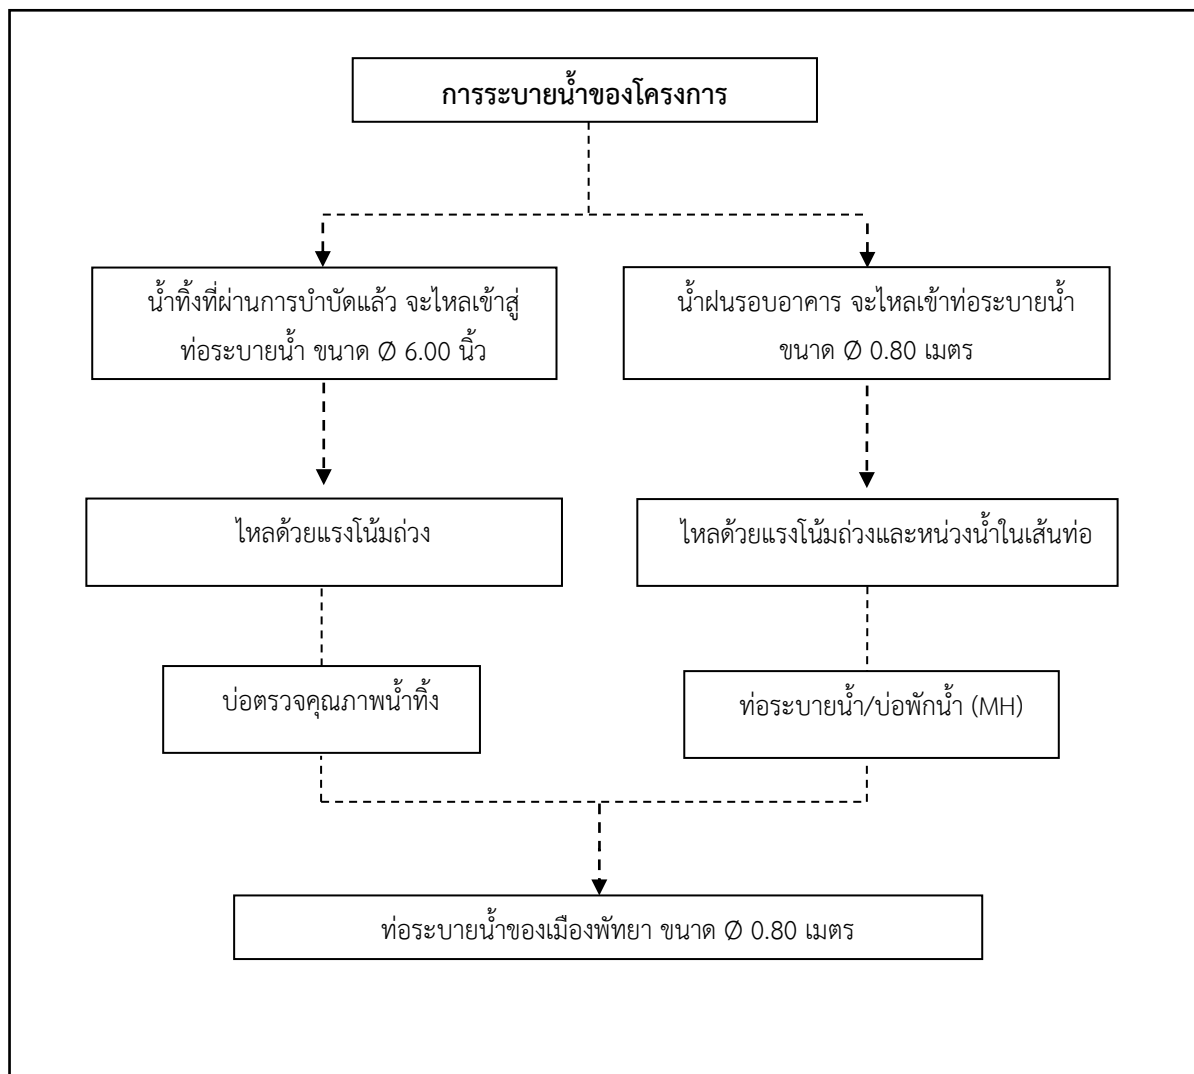 การระบายน้ำของโครงการ
น้ำทิ้งที่ผ่านการบำบัดแล้ว จะไหลเข้าสู่
ท่อระบายน้ำ ขนาด Ø 6.00 นิ้ว
น้ำฝนรอบอาคาร จะไหลเข้าท่อระบายน้ำ
ขนาด Ø 0.80 เมตร
ไหลด้วยแรงโน้มถ่วง
ไหลด้วยแรงโน้มถ่วงและหน่วงน้ำในเส้นท่อ
บ่อตรวจคุณภาพน้ำทิ้ง
ท่อระบายน้ำ/บ่อพักน้ำ (MH)
ท่อระบายน้ำของเมืองพัทยา ขนาด Ø 0.80 เมตร